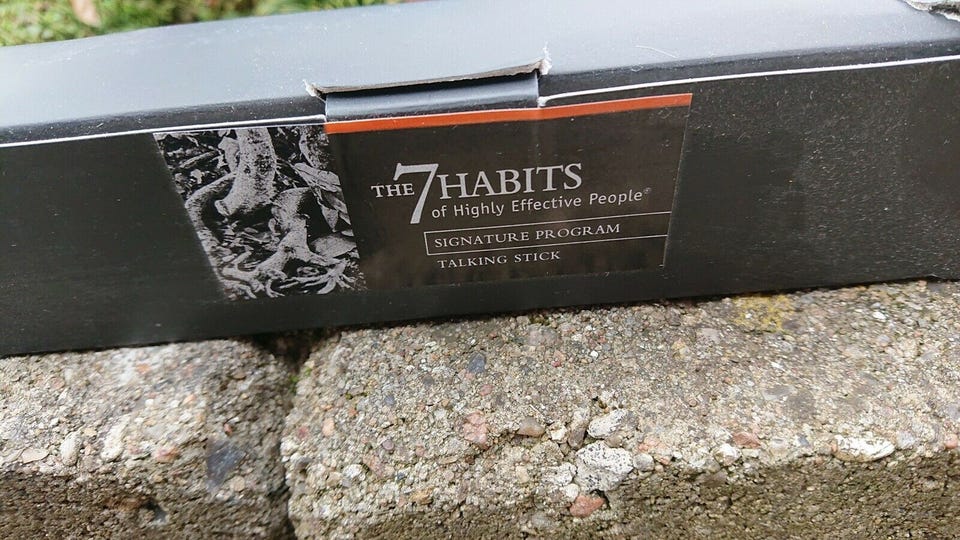 THE 7 HABITS
of Highly Effective People®
SIGNATURE PROGRAM
TALKING STICK